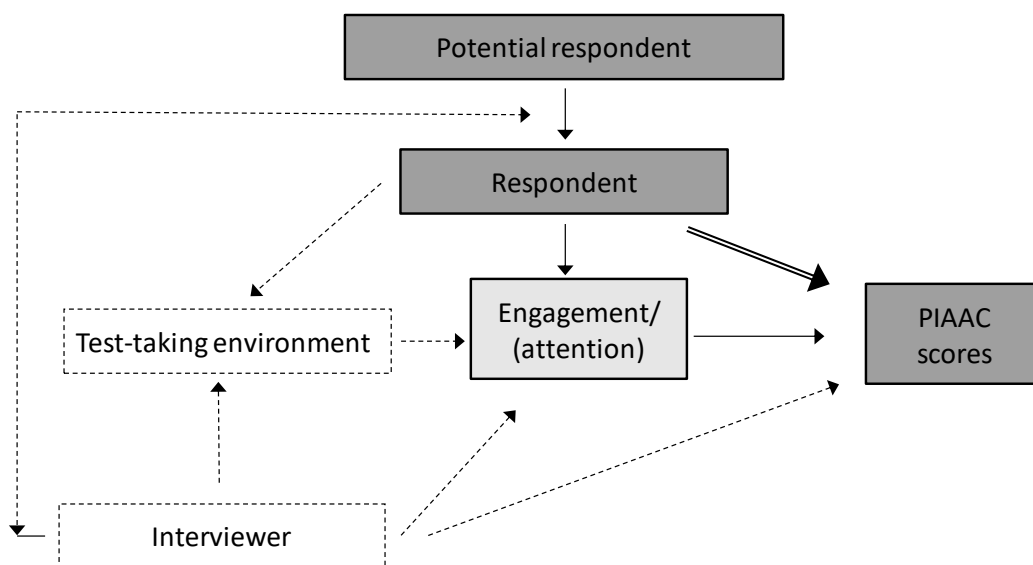 Potential respondent
Respondent
Engagement/
(attention)
Test-taking environment
PIAAC
scores
Interviewer